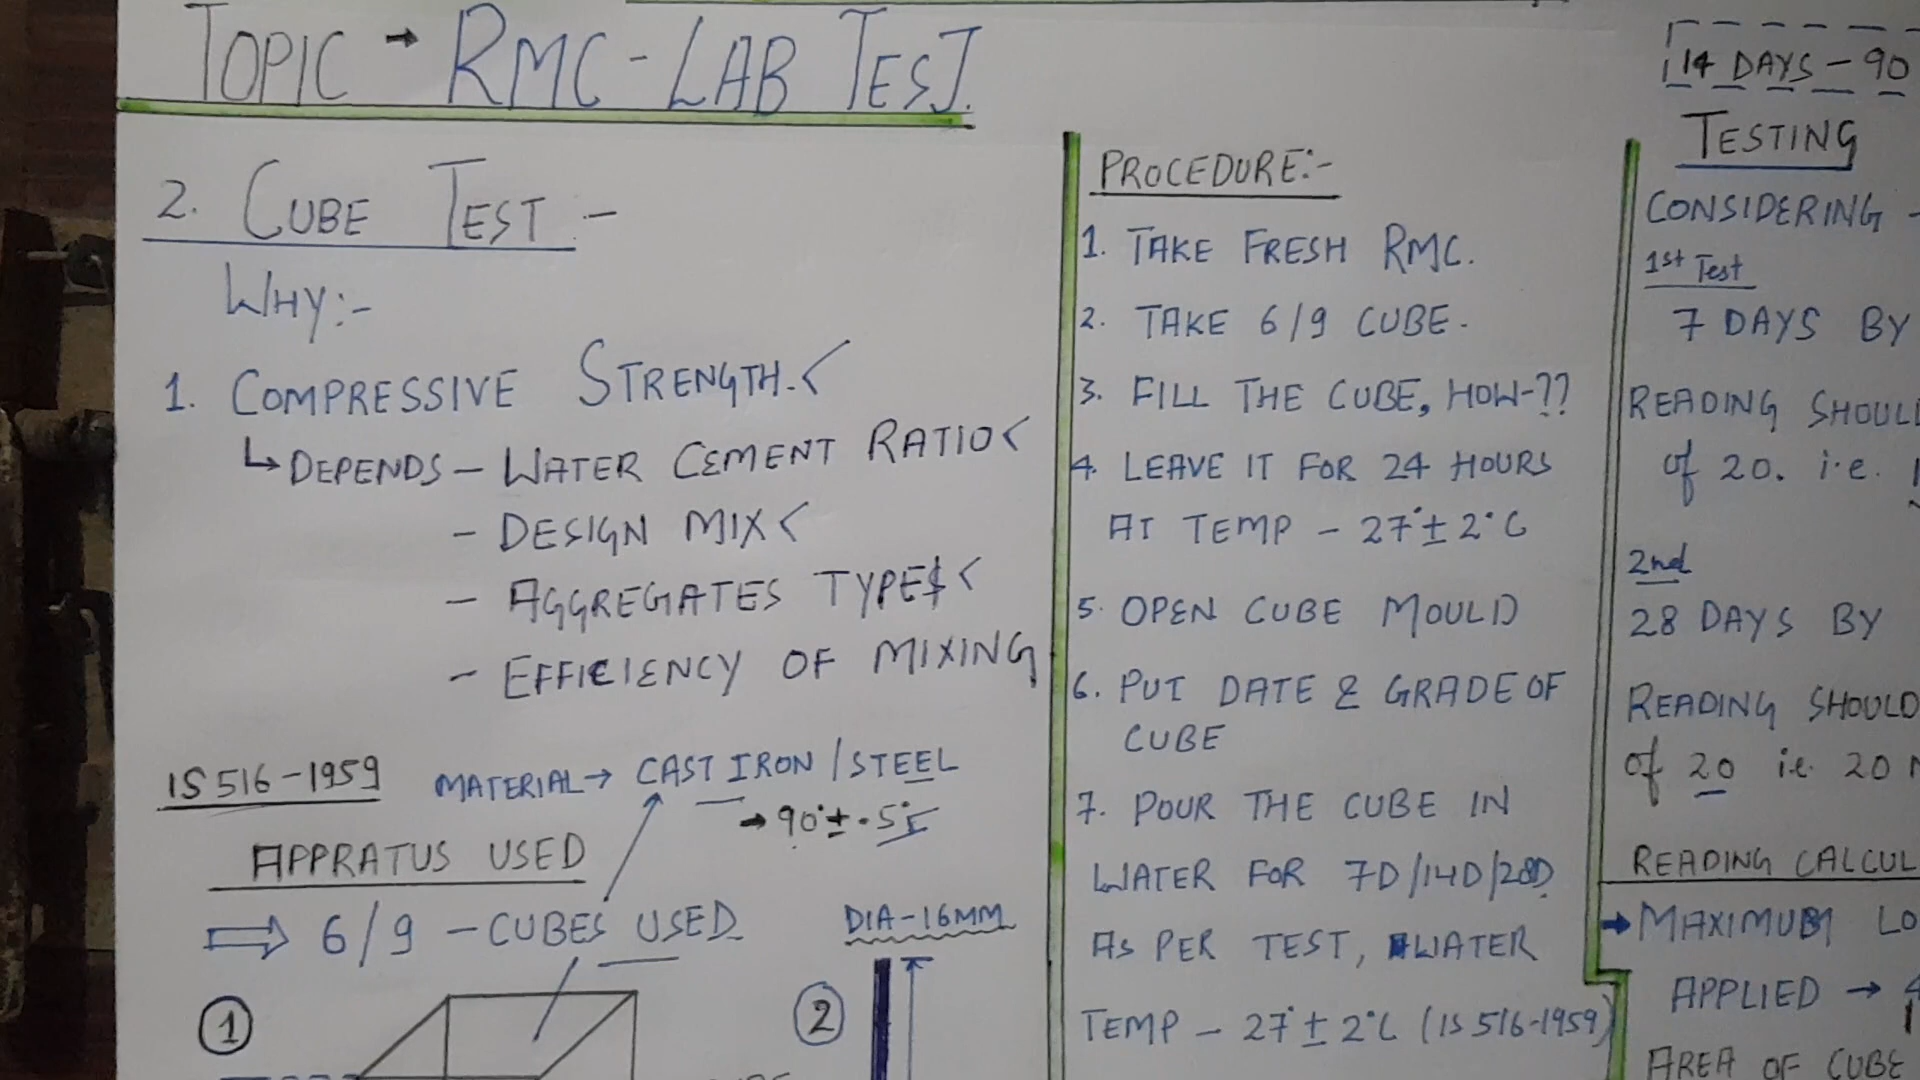 TOPIC → RMC-LAB TEST.
2. CUBE TEST:-
WHY:-
1. COMPRESSIVE STRENGTH.<
↳ DEPENDS - WATER CEMENT RATIO<
- DESIGN MIX<
- AGGREGATES TYPES<
- EFFICIENCY OF MIXING
IS 516-1959
MATERIAL → CAST IRON / STEEL
→ 90°± .5°
APPRATUS USED
⇒ 6/9 - CUBES USED
DIA-16MM
1
2
PROCEDURE:-
1. TAKE FRESH RMC.
2. TAKE 6/9 CUBE.
3. FILL THE CUBE, HOW-??
4. LEAVE IT FOR 24 HOURS
AT TEMP - 27°± 2°C
5. OPEN CUBE MOULD
6. PUT DATE & GRADE OF
CUBE
7. POUR THE CUBE IN
WATER FOR 7D/14D/28D
AS PER TEST, WATER
TEMP - 27°± 2°C (IS 516-1959)
14 DAYS - 90
TESTING
CONSIDERING -
1st Test
7 DAYS BY
READING SHOULD
of 20. i.e.
2nd
28 DAYS BY
READING SHOULD
of 20 i.e. 20
READING CALCUL
→ MAXIMUM LO
APPLIED → 4
AREA OF CUBE